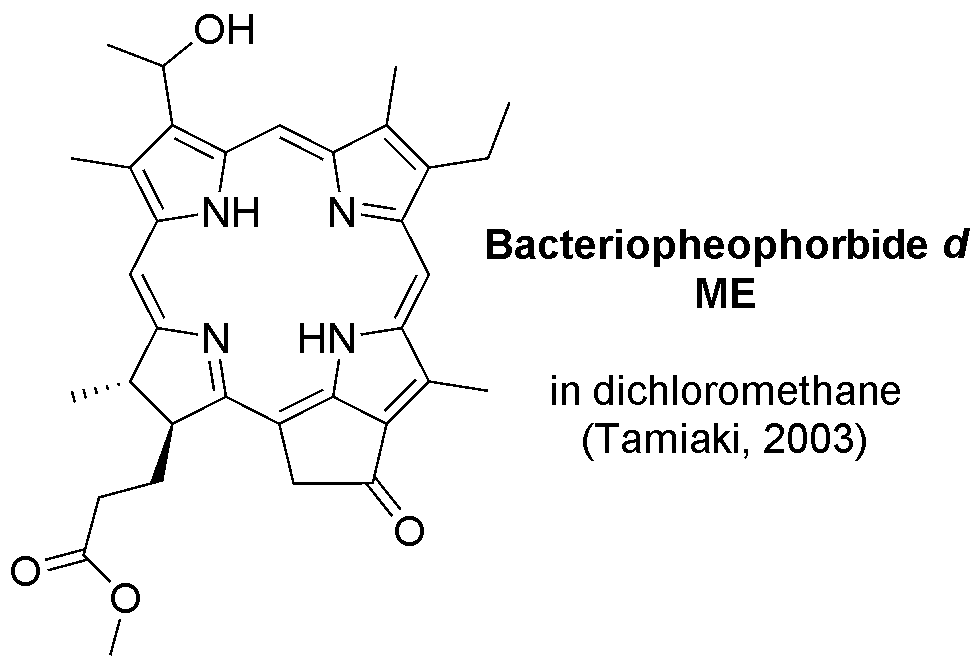 OH
NH
N
N
HN
O
O
O
Bacteriopheophorbide d
ME
in dichloromethane
(Tamiaki, 2003)